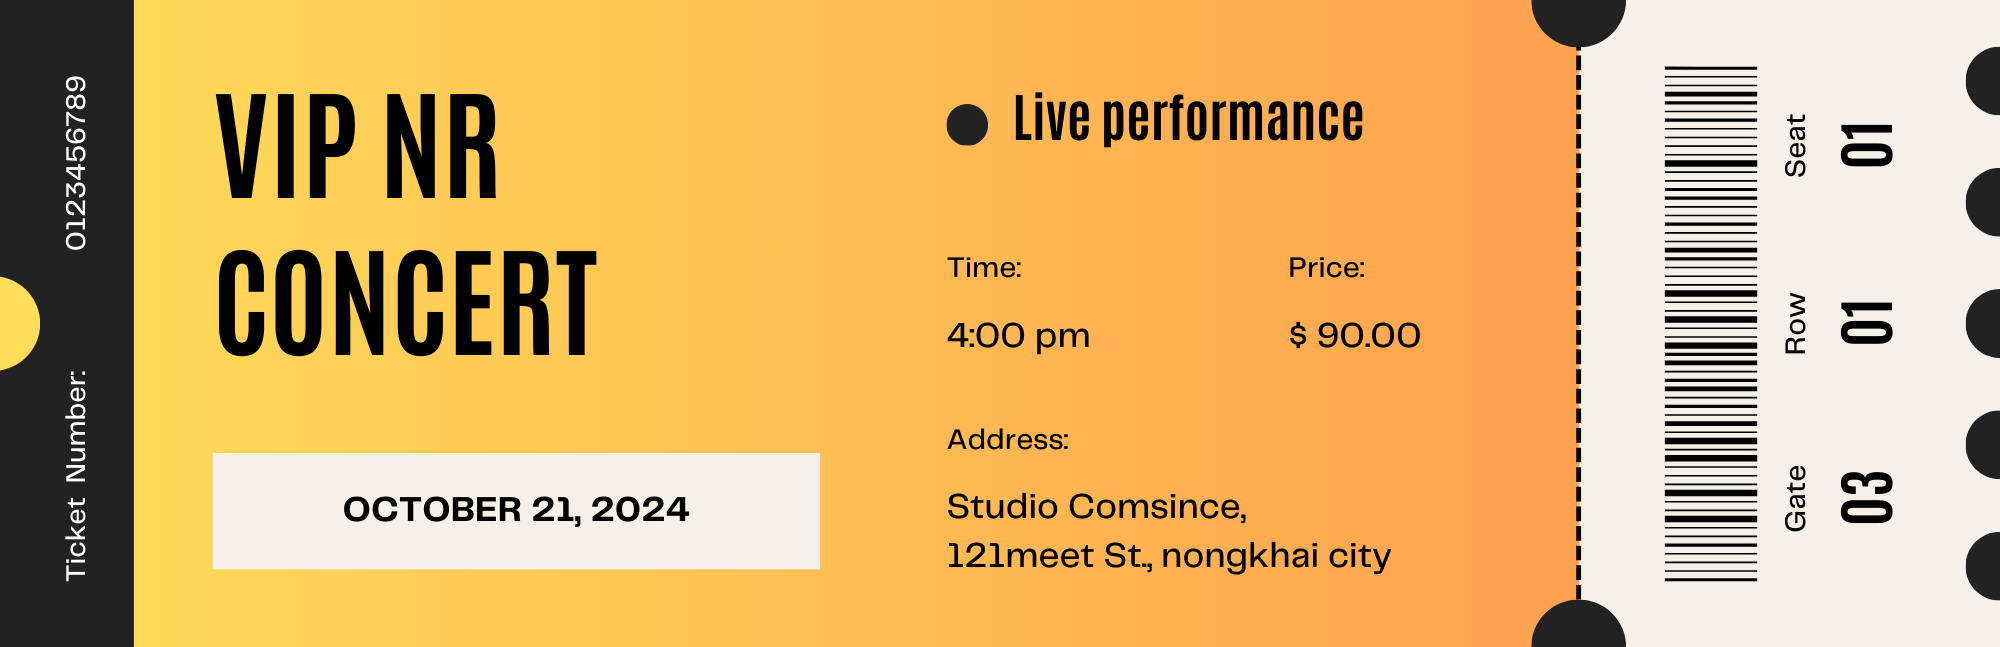 Ticket Number: 0123456789
VIP NR
CONCERT
OCTOBER 21, 2024
Live performance
Time:
4:00 pm
Price:
$ 90.00
Address:
Studio Comsince,
121meet St., nongkhai city
Gate Row Seat
03 01 01